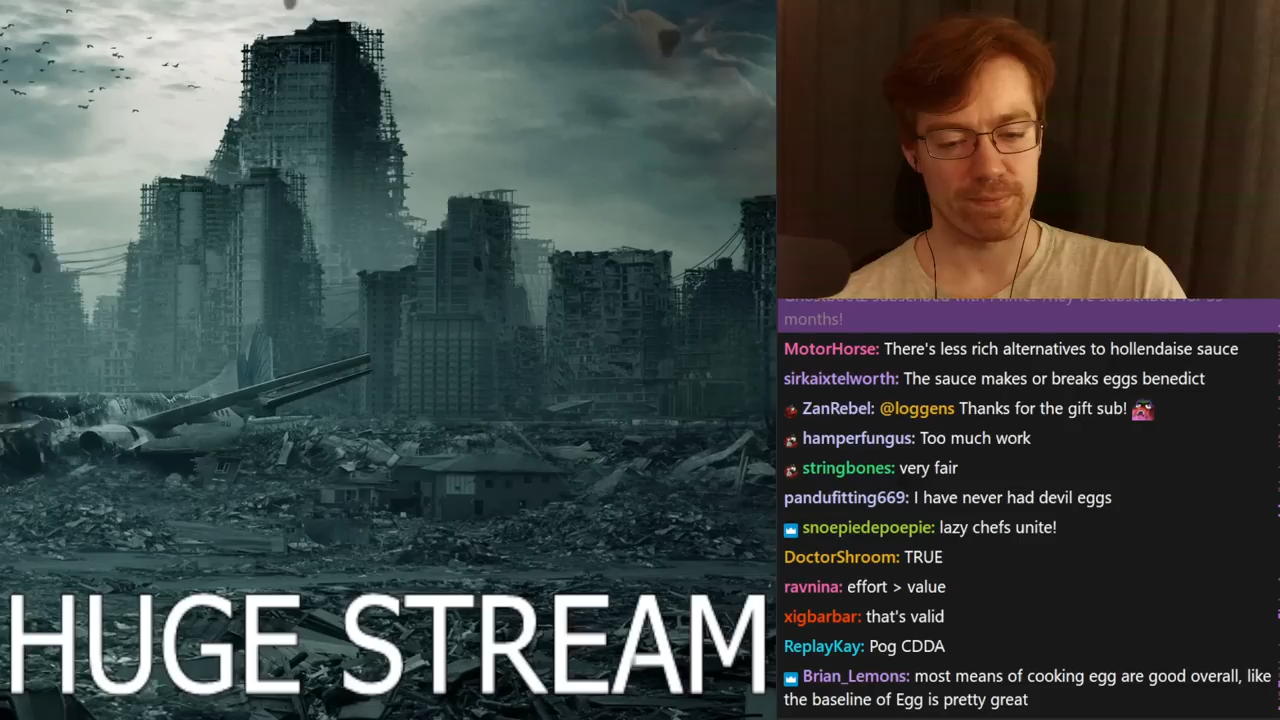 months!
MotorHorse: There's less rich alternatives to hollendaise sauce
sirkaixtelworth: The sauce makes or breaks eggs benedict
ZanRebel: @loggens Thanks for the gift sub!
hamperfungus: Too much work
stringbones: very fair
pandufitting669: I have never had devil eggs
snoepiedepoepie: lazy chefs unite!
DoctorShroom: TRUE
ravnina: effort > value
xigbarbar: that's valid
ReplayKay: Pog CDDA
Brian_Lemons: most means of cooking egg are good overall, like
the baseline of Egg is pretty great
HUGE STREAM